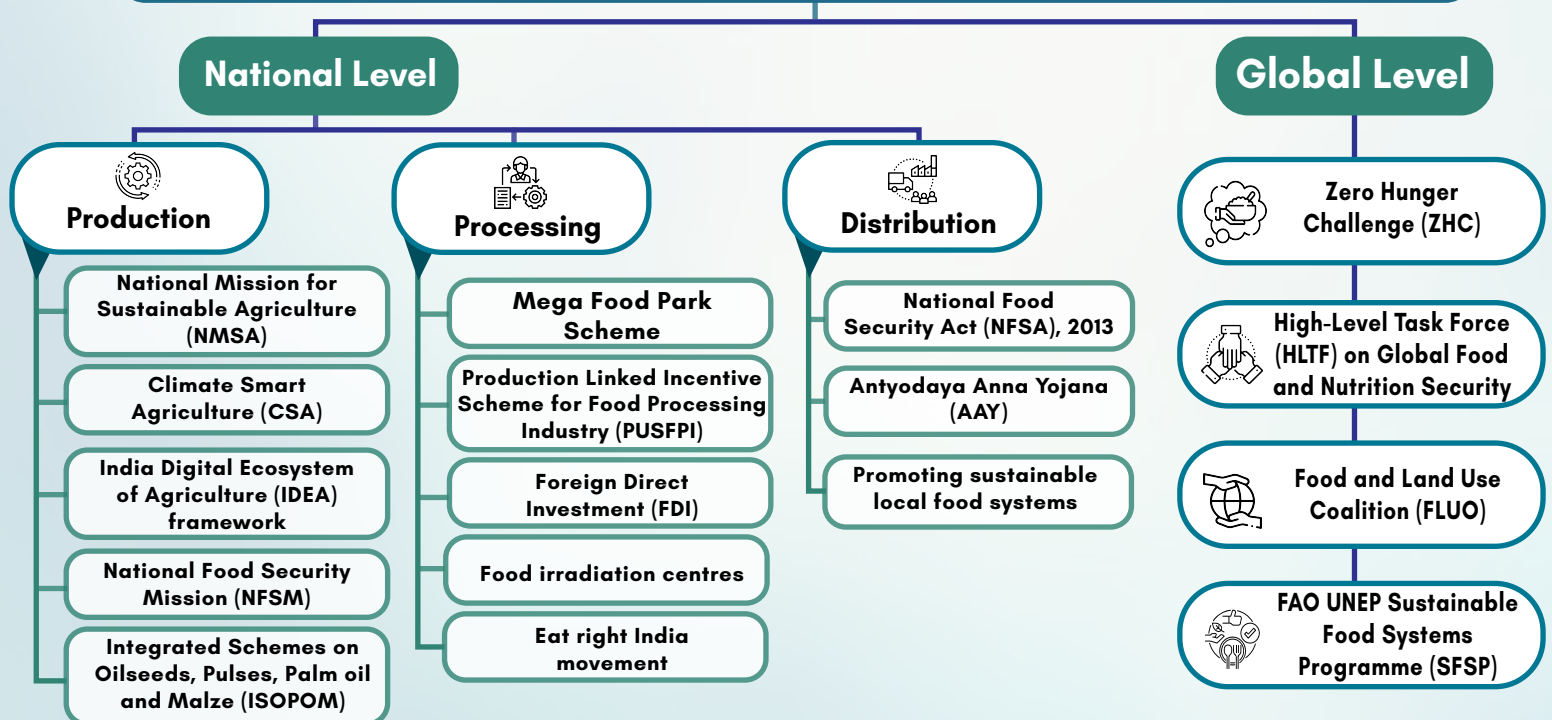 National Level
Production
National Mission for
Sustainable Agriculture
(NMSA)
Climate Smart
Agriculture (CSA)
India Digital Ecosystem
of Agriculture (IDEA)
framework
National Food Security
Mission (NFSM)
Integrated Schemes on
Oilseeds, Pulses, Palm oil
and Malze (ISOPOM)
Processing
Mega Food Park
Scheme
Production Linked Incentive
Scheme for Food Processing
Industry (PUSFPI)
Foreign Direct
Investment (FDI)
Food irradiation centres
Eat right India
movement
Distribution
National Food
Security Act (NFSA), 2013
Antyodaya Anna Yojana
(AAY)
Promoting sustainable
local food systems
Global Level
Zero Hunger
Challenge (ZHC)
High-Level Task Force
(HLTF) on Global Food
and Nutrition Security
Food and Land Use
Coalition (FLUO)
FAO UNEP Sustainable
Food Systems
Programme (SFSP)